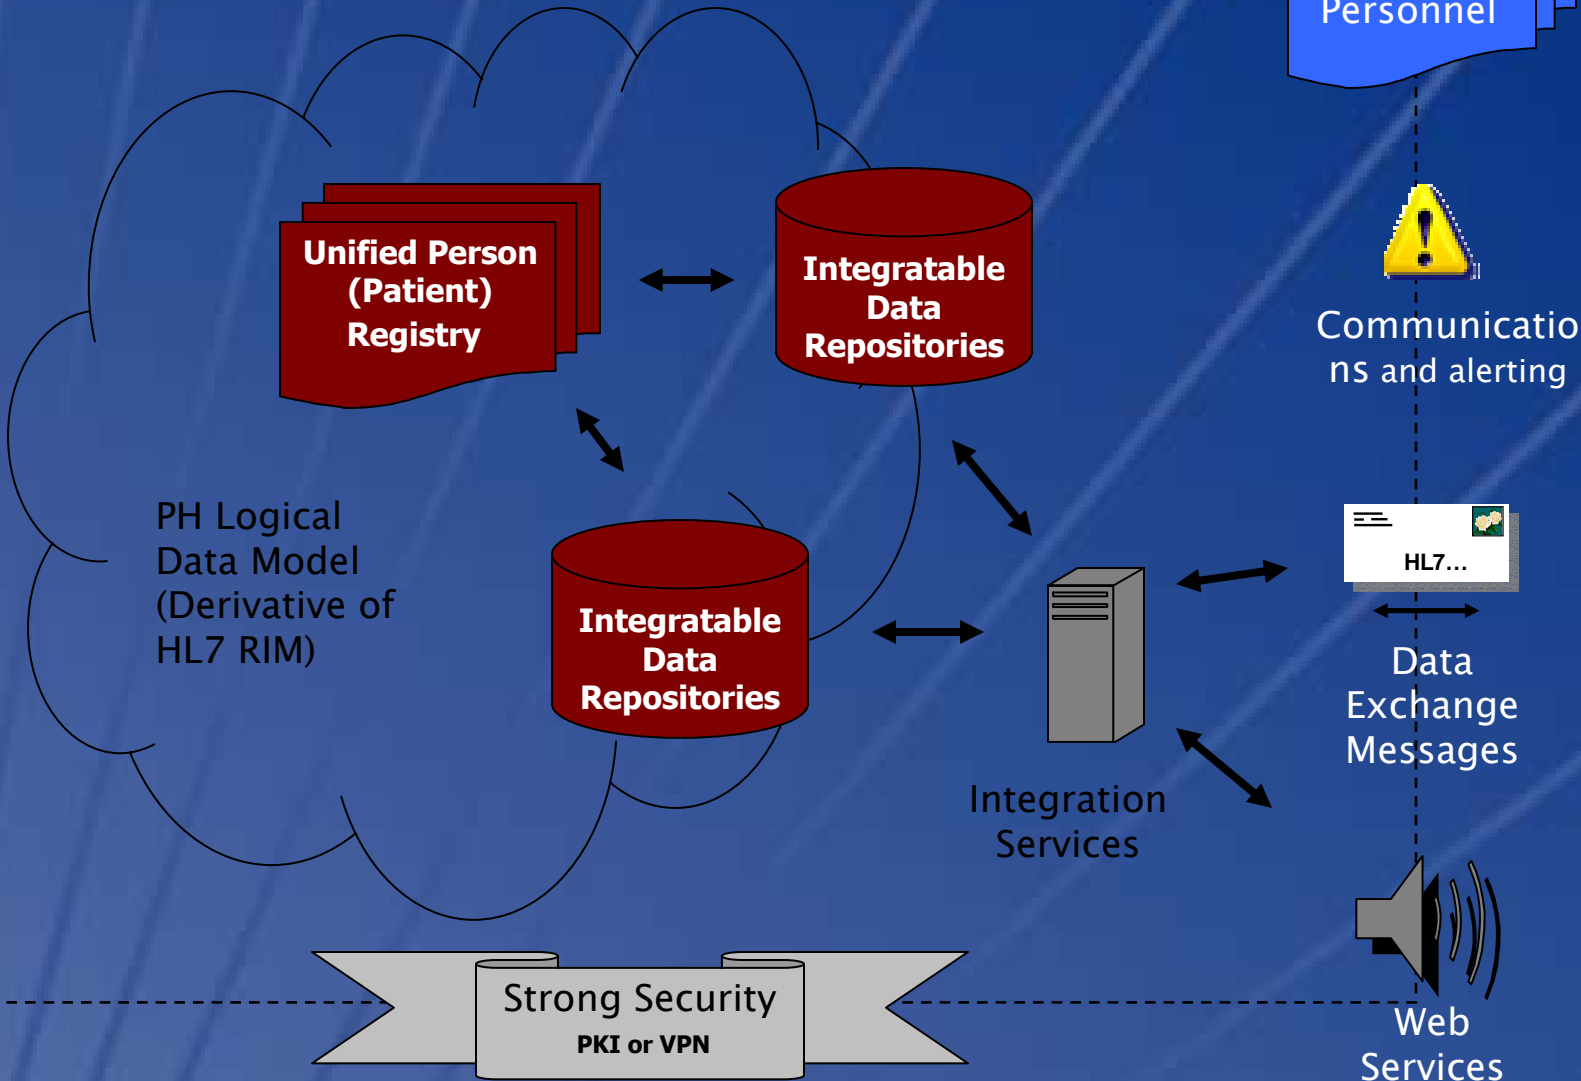 Personnel
Unified Person
(Patient)
Registry
Integratable
Data
Repositories
Communicatio
ns and alerting
PH Logical
Data Model
(Derivative of
HL7 RIM)
Integratable
Data
Repositories
HL7...
Data
Exchange
Messages
Integration
Services
Strong Security
PKI or VPN
Web
Services